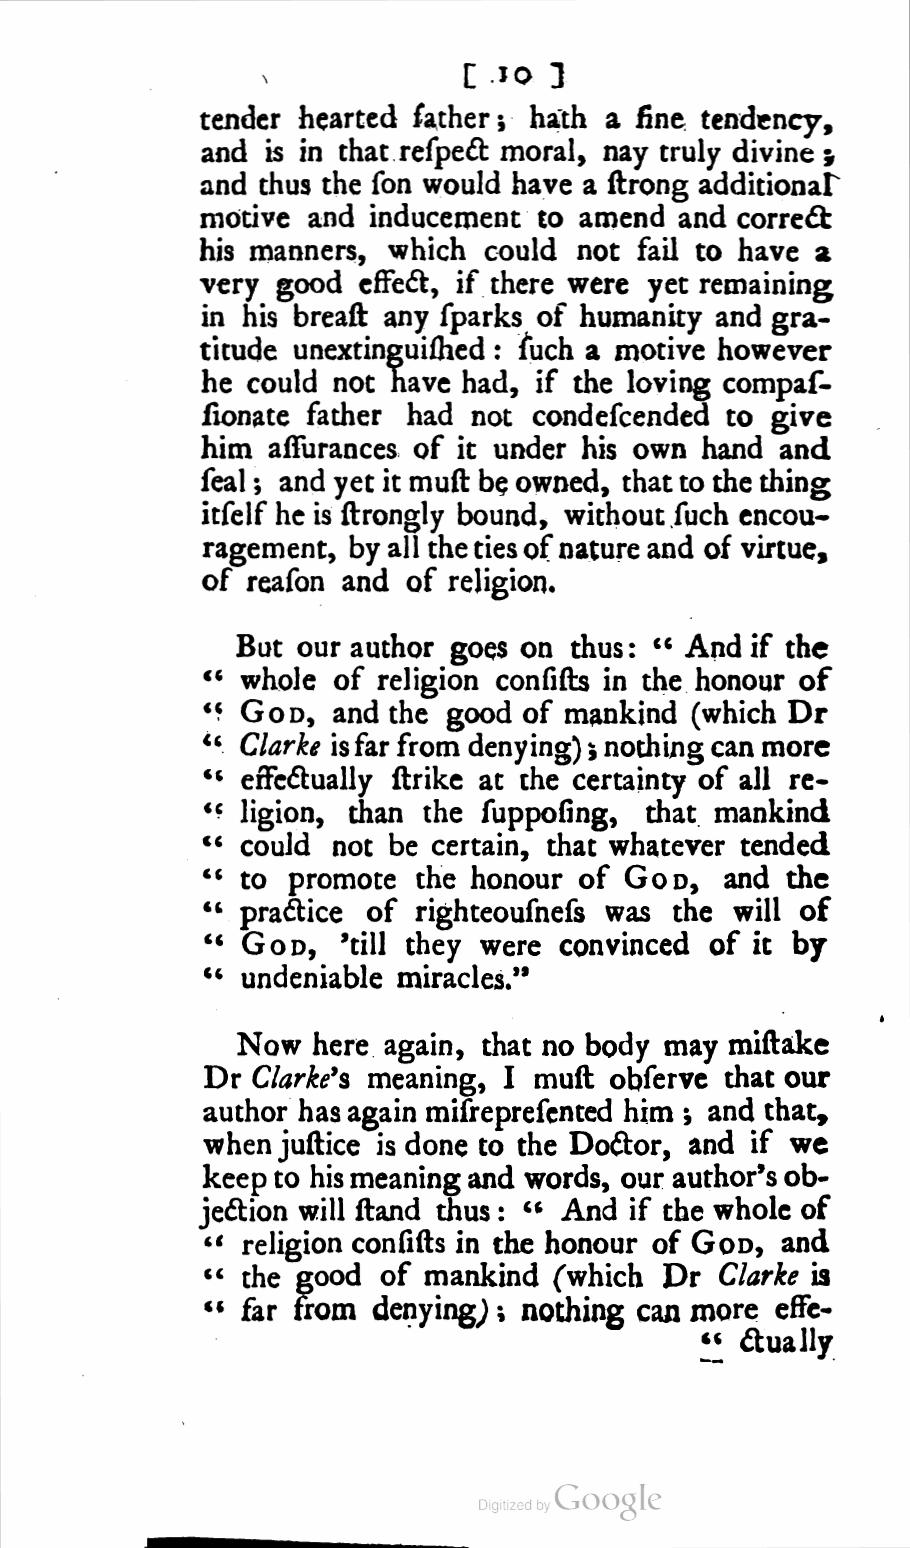 [ 10 ]
tender hearted father; hath a fine tendency,
and is in that reſpect moral, nay truly divine;
and thus the ſon would have a ſtrong additional
motive and inducement to amend and correct
his manners, which could not fail to have a
very good effect, if there were yet remaining
in his breaſt any ſparks of humanity and gra-
titude unextinguiſhed: ſuch a motive however
he could not have had, if the loving compaſ-
ſionate father had not condeſcended to give
him aſſurances of it under his own hand and
ſeal; and yet it muſt be owned, that to the thing
itſelf he is ſtrongly bound, without ſuch encou-
ragement, by all the ties of nature and of virtue,
of reaſon and of religion.
But our author goes on thus: “ And if the
“ whole of religion conſiſts in the honour of
“ GOD, and the good of mankind (which Dr
“ Clarke is far from denying); nothing can more
“ effectually ſtrike at the certainty of all re-
“ ligion, than the ſuppoſing, that mankind
“ could not be certain, that whatever tended
“ to promote the honour of GOD, and the
“ practice of righteouſneſs was the will of
“ GOD, ’till they were convinced of it by
“ undeniable miracles.”
Now here again, that no body may miſtake
Dr Clarke’s meaning, I muſt obſerve that our
author has again miſrepreſented him; and that,
when juſtice is done to the Doctor, and if we
keep to his meaning and words, our author’s ob-
jection will ſtand thus: “ And if the whole of
“ religion conſiſts in the honour of GOD, and
“ the good of mankind (which Dr Clarke is
“ far from denying); nothing can more effe-
“ ctually
Digitized by Google